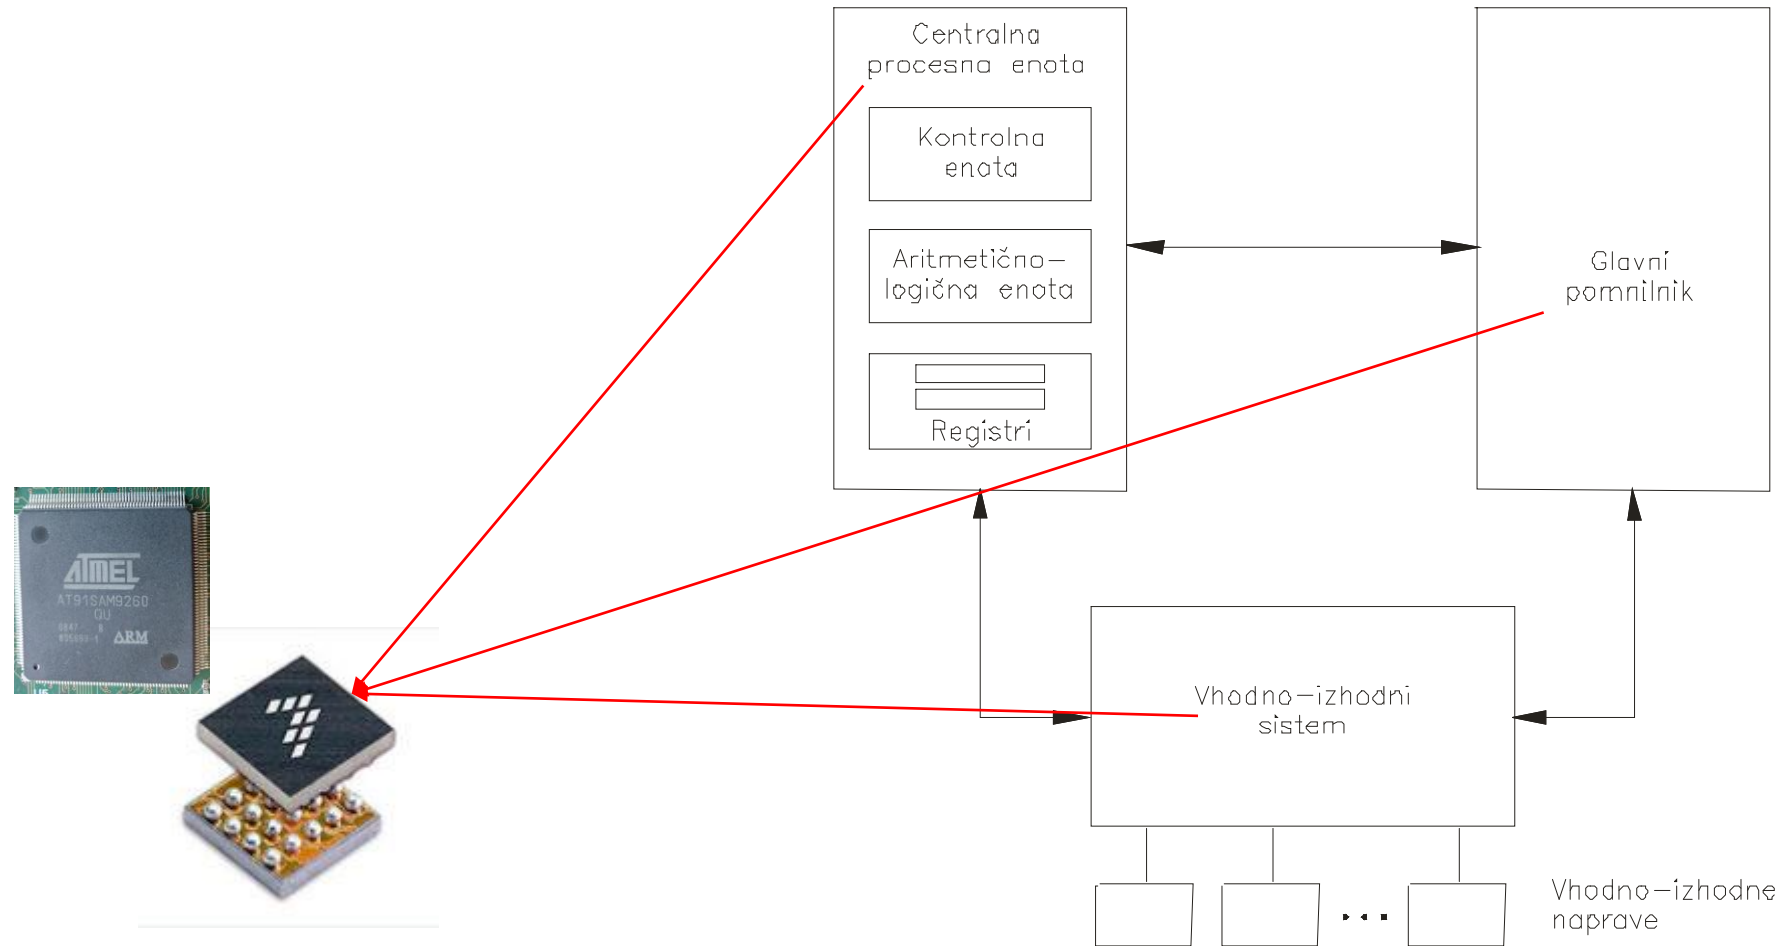 Centralna
procesna enota
Kontrolna
enota
Aritmetično-
logična enota
Registri
Glavni
pomnilnik
Vhodno-izhodni
sistem
Vhodno-izhodne
naprave
ATMEL
AT91SAM9260
QU
ARM